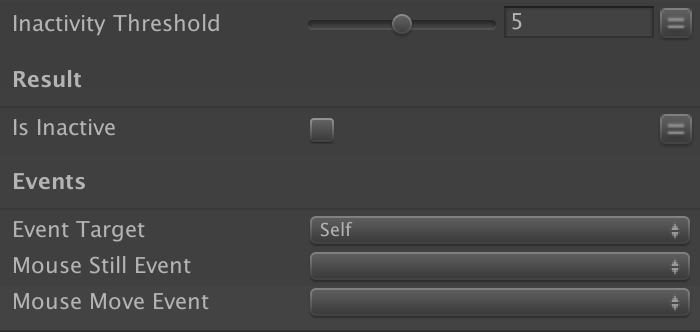 Inactivity Threshold 5
Result
Is Inactive
Events
Event Target Self
Mouse Still Event
Mouse Move Event